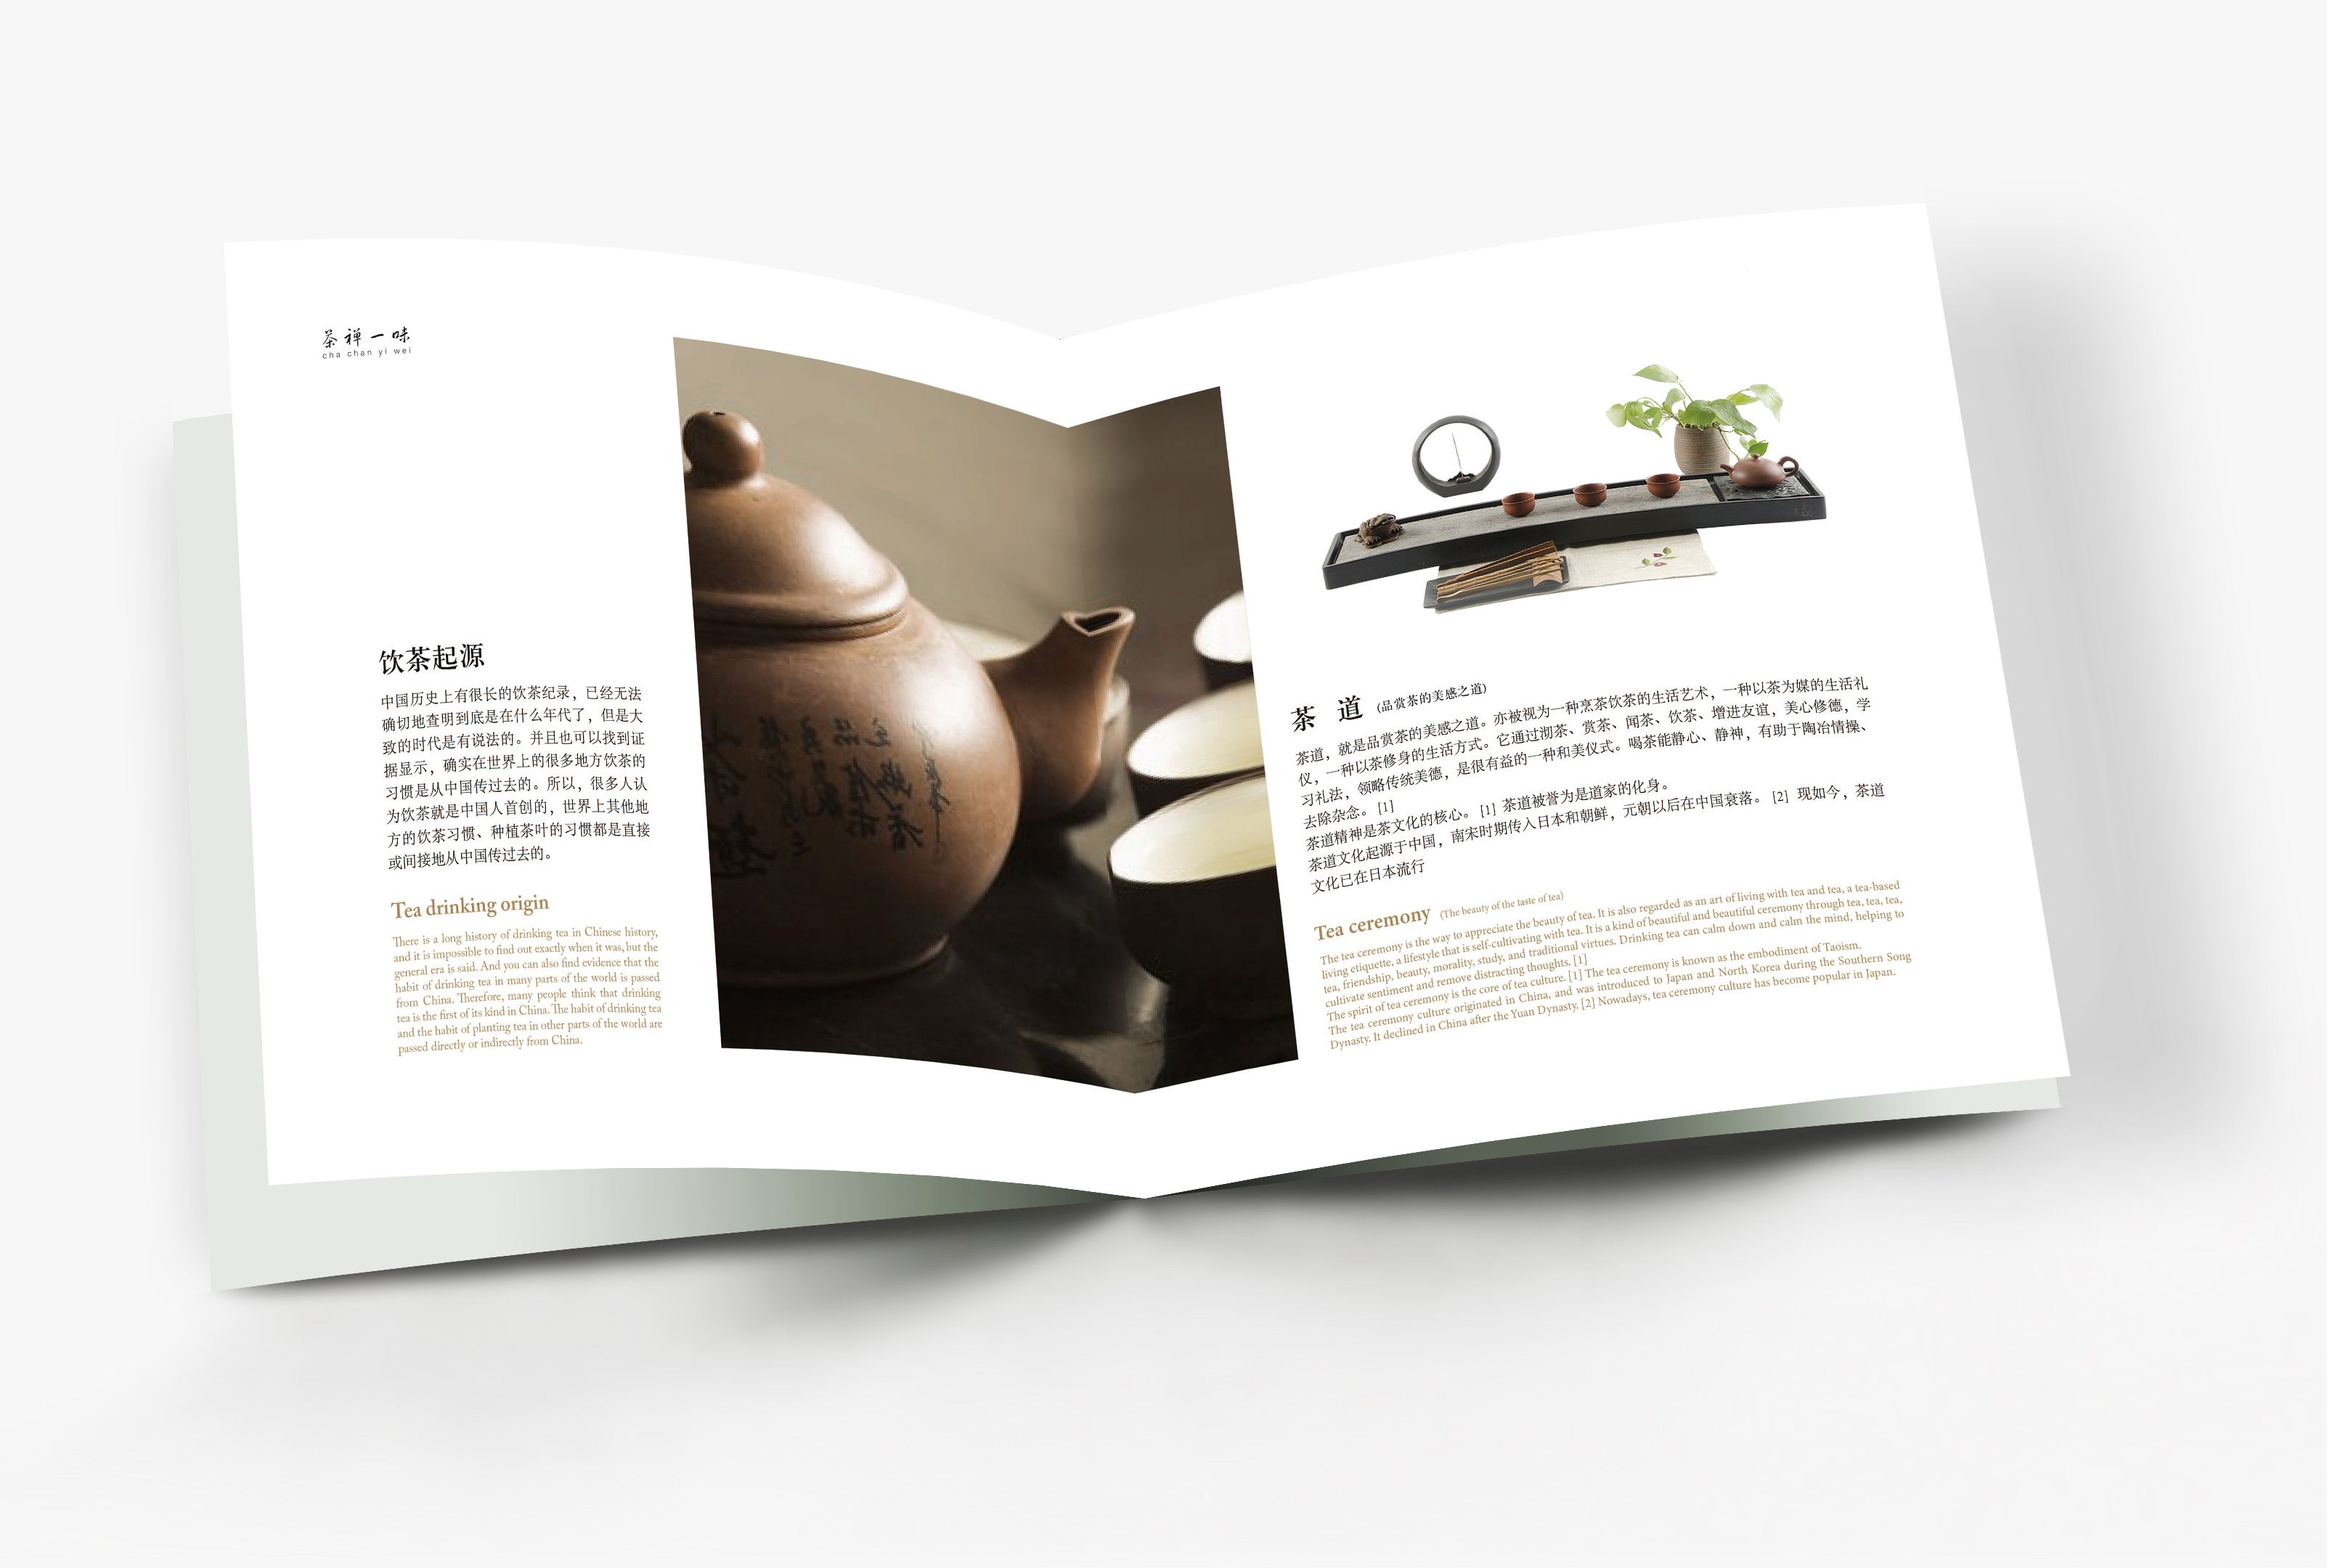 茶禅一味
cha chan yi wei
饮茶起源
中国历史上有很长的饮茶纪录，已经无法
确切地查明到底是在什么年代了，但是大
致的时代是有说法的。并且也可以找到证
据显示，确实在世界上的很多地方饮茶的
习惯是从中国传过去的。所以，很多人认
为饮茶就是中国人首创的，世界上其他地
方的饮茶习惯、种植茶叶的习惯都是直接
或间接地从中国传过去的。
Tea drinking origin
There is a long history of drinking tea in Chinese history,
and it is impossible to find out exactly when it was, but the
general era is said. And you can also find evidence that the
habit of drinking tea in many parts of the world is passed
from China. Therefore, many people think that drinking
tea is the first of its kind in China. The habit of drinking tea
and the habit of planting tea in other parts of the world are
passed directly or indirectly from China.
茶 道 (品赏茶的美感之道)
茶道，就是品赏茶的美感之道。亦被视为一种烹茶饮茶的生活艺术，一种以茶为媒的生活礼
仪，一种以茶修身的生活方式。它通过沏茶、赏茶、闻茶、饮茶、增进友谊，美心修德，学
习礼法，领略传统美德，是很有益的一种和美仪式。喝茶能静心、静神，有助于陶冶情操、
去除杂念。[1]
茶道精神是茶文化的核心。[1] 茶道被誉为是道家的化身。
茶道文化起源于中国，南宋时期传入日本和朝鲜，元朝以后在中国衰落。[2] 现如今，茶道
文化已在日本流行
Tea ceremony (The beauty of the taste of tea)
The tea ceremony is the way to appreciate the beauty of tea. It is also regarded as an art of living with tea and tea, a tea-based
living etiquette, a lifestyle that is self-cultivating with tea. It is a kind of beautiful and beautiful ceremony through tea, tea, tea,
tea, friendship, beauty, morality, study, and traditional virtues. Drinking tea can calm down and calm the mind, helping to
cultivate sentiment and remove distracting thoughts. [1]
The spirit of tea ceremony is the core of tea culture. [1] The tea ceremony is known as the embodiment of Taoism.
The tea ceremony culture originated in China, and was introduced to Japan and North Korea during the Southern Song
Dynasty. It declined in China after the Yuan Dynasty. [2] Nowadays, tea ceremony culture has become popular in Japan.